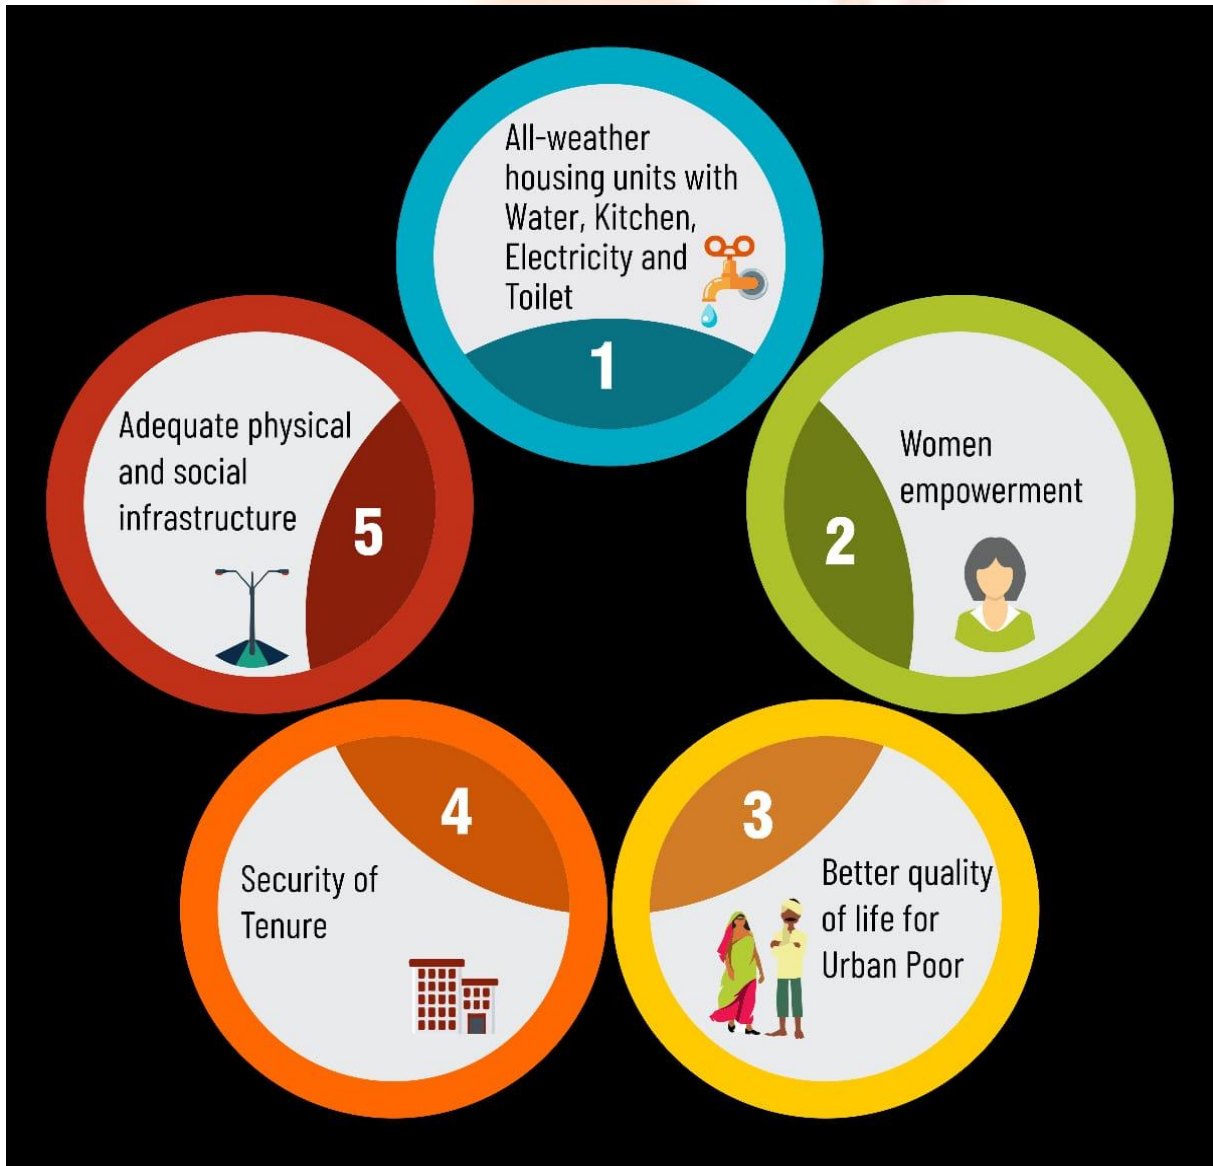 All-weather
housing units with
Water, Kitchen,
Electricity and
Toilet
1
Women
empowerment
2
3
Better quality
of life for
Urban Poor
4
Security of
Tenure
Adequate physical
and social
infrastructure
5